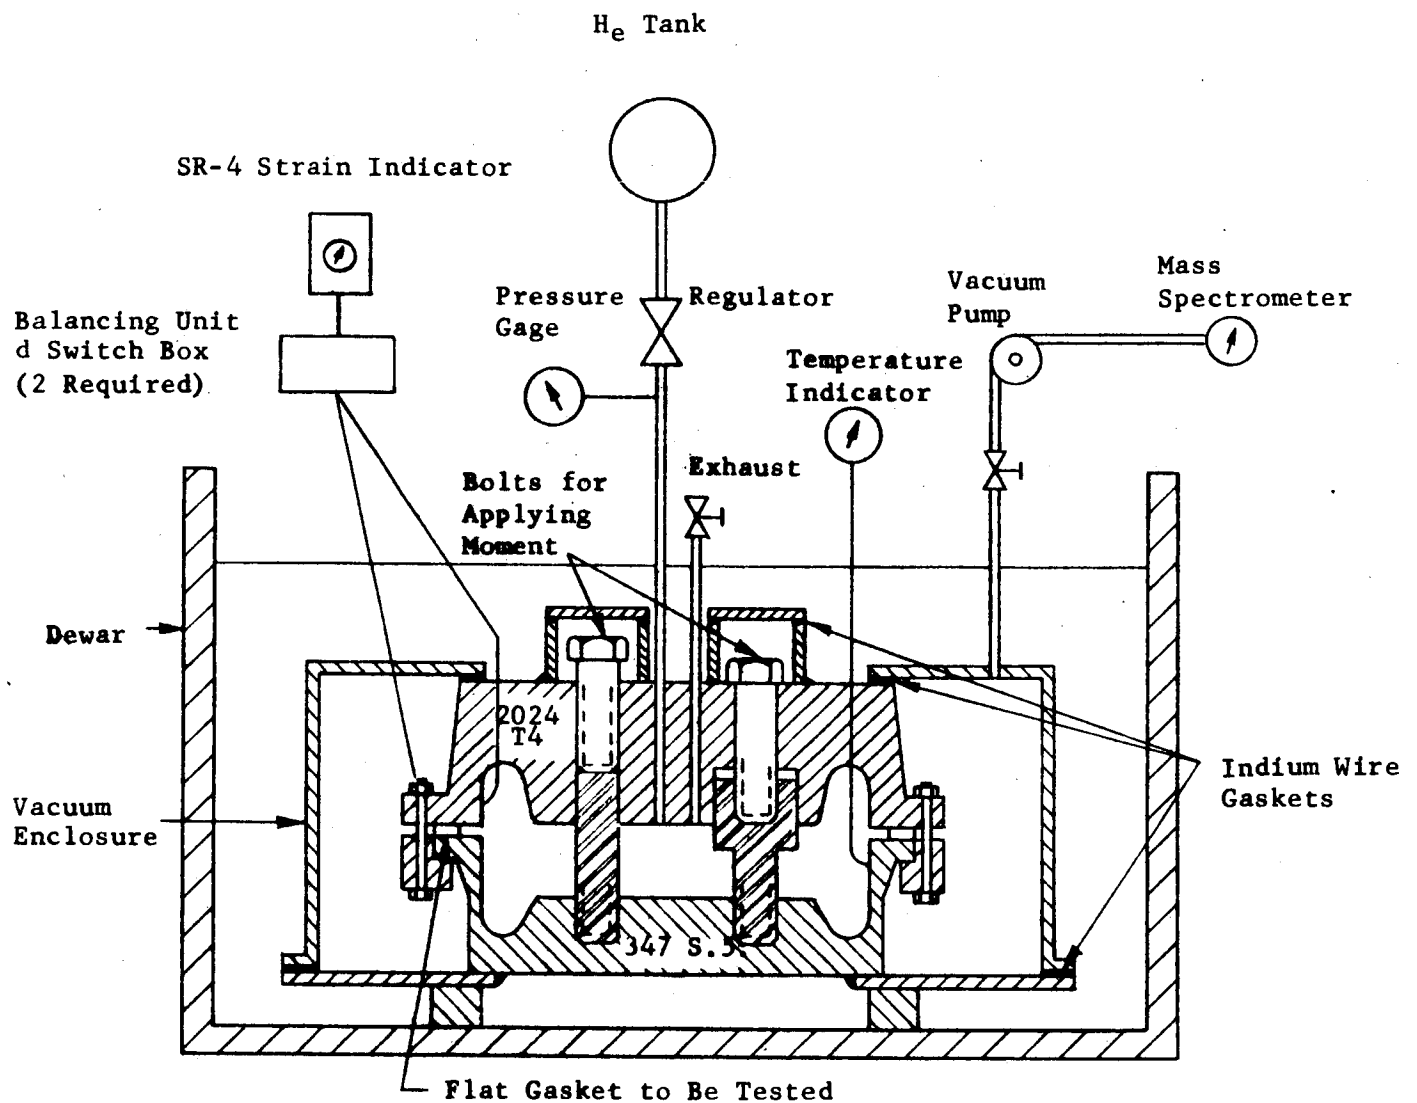 He Tank
SR-4 Strain Indicator
Mass
Spectrometer
Vacuum
Pump
Pressure
Gage
Regulator
Balancing Unit
d Switch Box
(2 Required)
Temperature
Indicator
Exhaust
Bolts for
Applying
Moment
Dewar
2024
T4
Indium Wire
Gaskets
Vacuum
Enclosure
347 S.S.
Flat Gasket to Be Tested